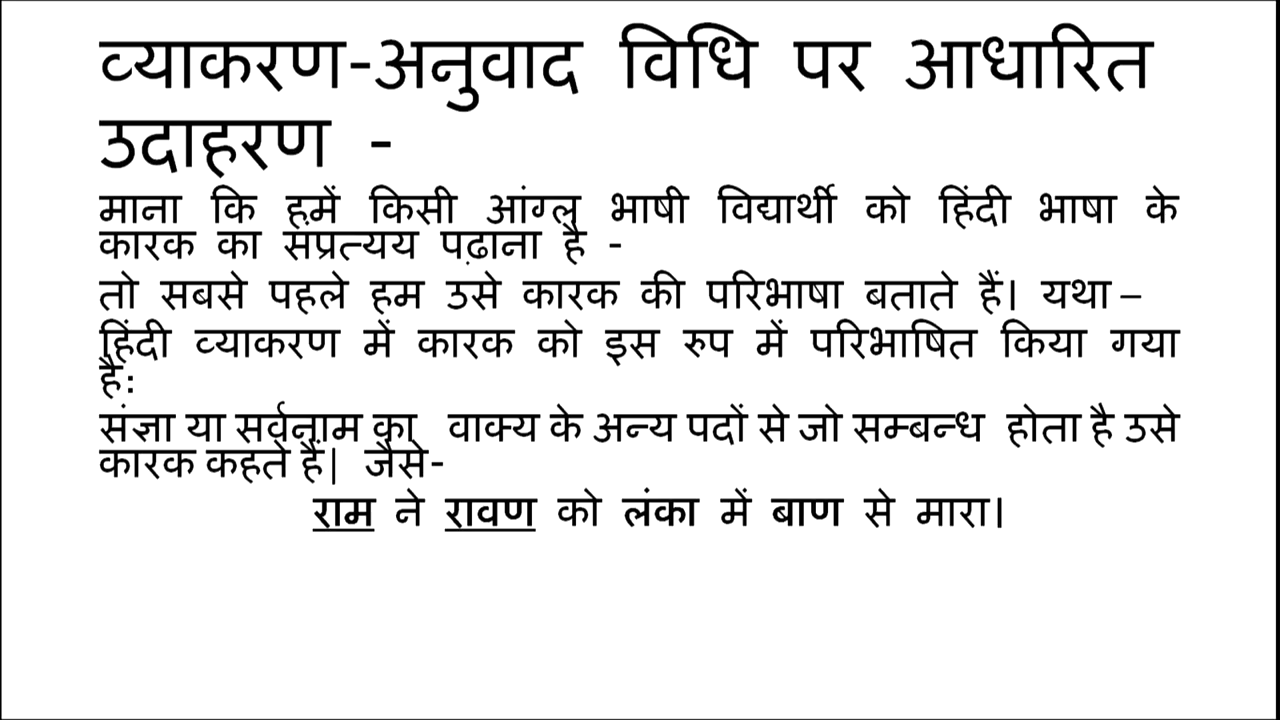 व्याकरण-अनुवाद विधि पर आधारित
उदाहरण -
माना कि हमें किसी आंग्ल भाषी विद्यार्थी को हिंदी भाषा के
कारक का संप्रत्यय पढ़ाना है -
तो सबसे पहले हम उसे कारक की परिभाषा बताते हैं। यथा –
हिंदी व्याकरण में कारक को इस रुप में परिभाषित किया गया
है:
संज्ञा या सर्वनाम का वाक्य के अन्य पदों से जो सम्बन्ध होता है उसे
कारक कहते हैं| जैसे-
राम ने रावण को लंका में बाण से मारा।